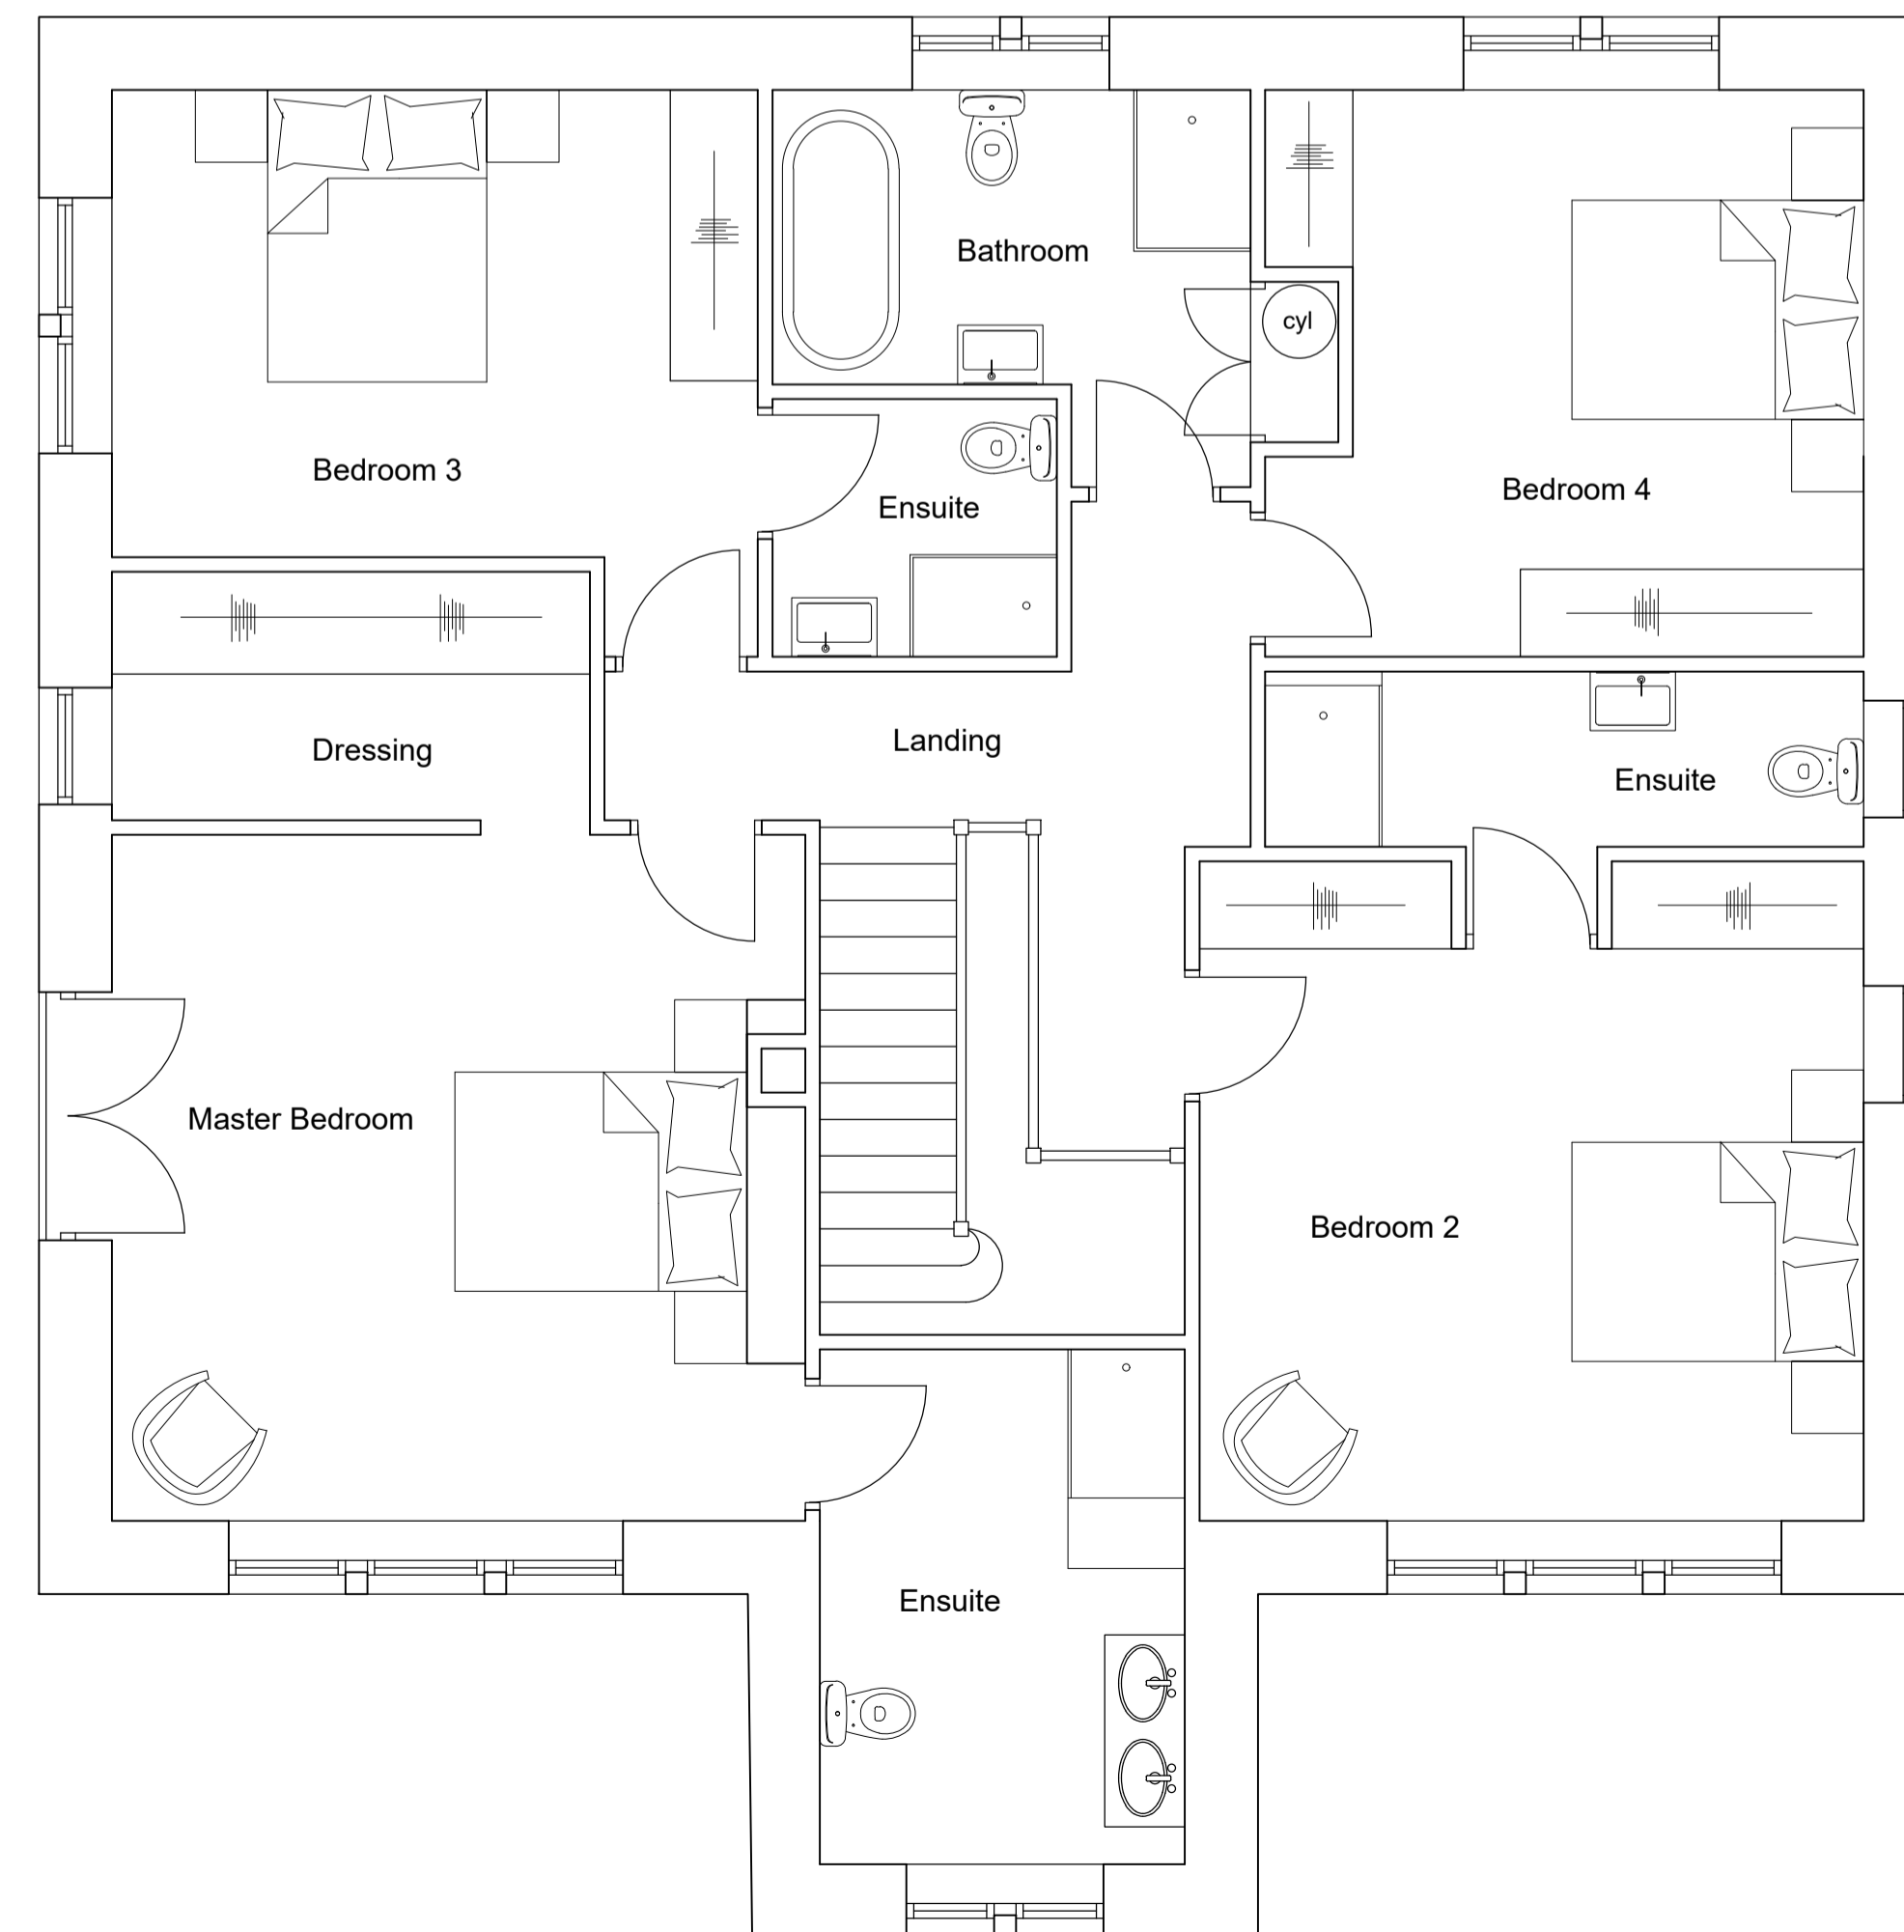 Bathroom
cyl
Bedroom 3
Bedroom 4
Ensuite
Dressing
Landing
Ensuite
Master Bedroom
Bedroom 2
Ensuite